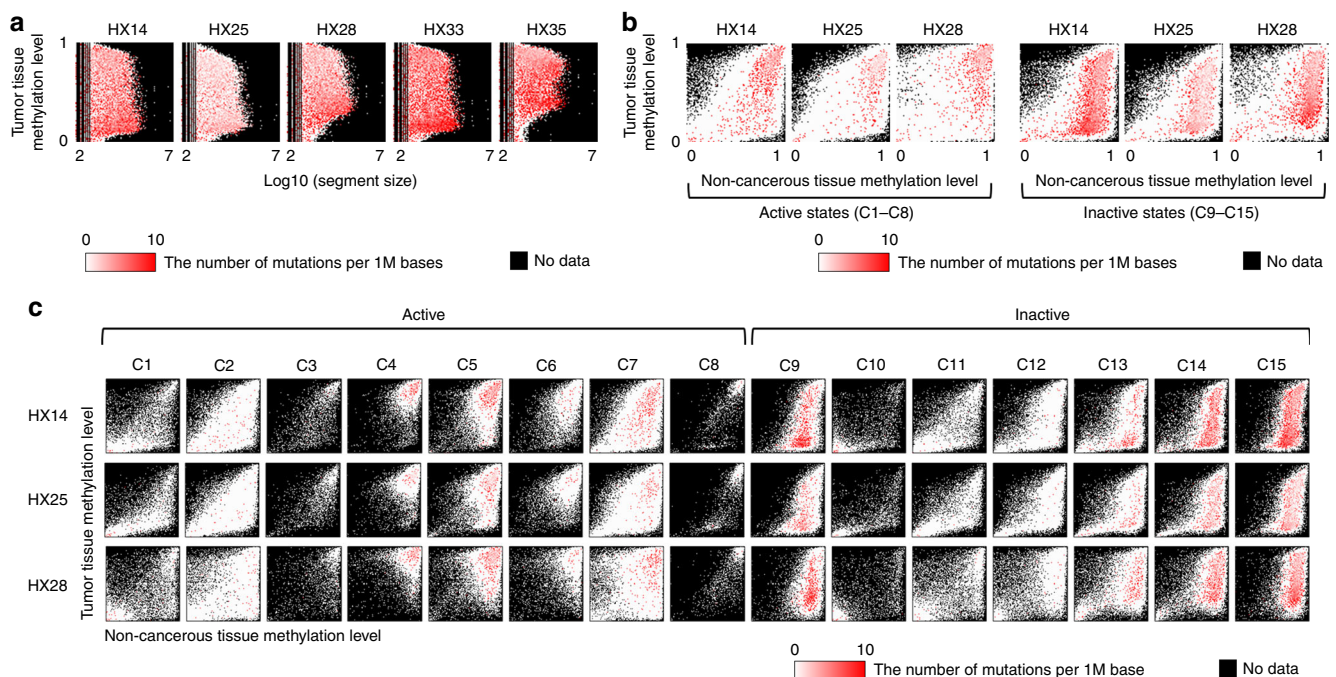 a
HX14 HX25 HX28 HX33 HX35
Tumor tissue
methylation level
1
0
2 7 2 7 2 7 2 7 2 7
Log10 (segment size)
0 10
The number of mutations per 1M bases
No data
b
HX14 HX25 HX28 HX14 HX25 HX28
Tumor tissue
methylation level
1
0
0 1 0 1 0 1 0 1 0 1 0 1
Non-cancerous tissue methylation level Non-cancerous tissue methylation level
Active states (C1–C8) Inactive states (C9–C15)
0 10
The number of mutations per 1M bases
No data
c
Active Inactive
C1 C2 C3 C4 C5 C6 C7 C8 C9 C10 C11 C12 C13 C14 C15
HX14
HX25
HX28
Tumor tissue methylation level
Non-cancerous tissue methylation level
0 10
The number of mutations per 1M base
No data